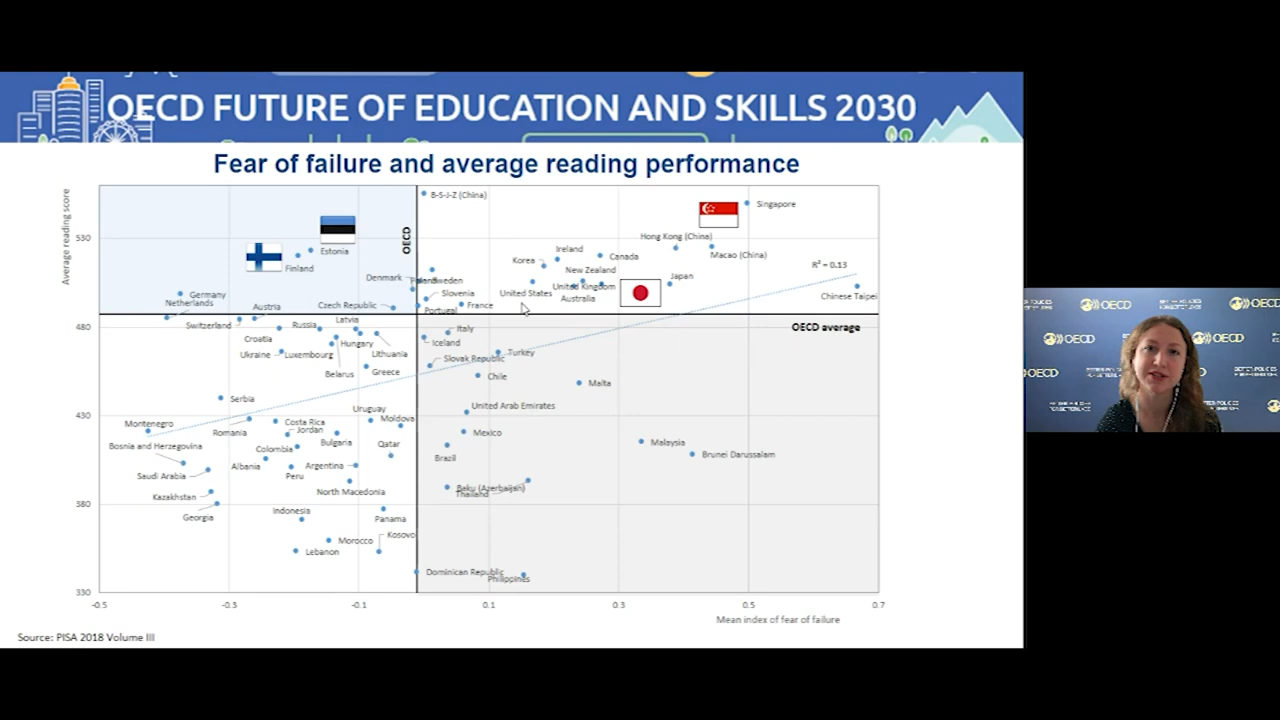 OECD FUTURE OF EDUCATION AND SKILLS 2030
Fear of failure and average reading performance
Average reading score
530
480
430
380
330
-0.5
-0.3
-0.1
0.1
0.3
0.5
0.7
Mean index of fear of failure
OECD
OECD average
R² = 0.13
B-S-J-Z (China)
Singapore
Estonia
Finland
Hong Kong (China)
Macao (China)
Ireland
Canada
Korea
New Zealand
Japan
Denmark
Poland
Sweden
United States
United Kingdom
Australia
Chinese Taipei
Germany
Netherlands
Slovenia
France
Portugal
Czech Republic
Austria
Switzerland
Latvia
Russia
Croatia
Italy
Iceland
Hungary
Ukraine
Luxembourg
Lithuania
Slovak Republic
Turkey
Belarus
Greece
Chile
Malta
Serbia
United Arab Emirates
Uruguay
Moldova
Montenegro
Costa Rica
Jordan
Romania
Mexico
Bulgaria
Malaysia
Bosnia and Herzegovina
Colombia
Qatar
Brunei Darussalam
Brazil
Albania
Argentina
Saudi Arabia
Peru
North Macedonia
Baku (Azerbaijan)
Thailand
Kazakhstan
Georgia
Indonesia
Panama
Morocco
Kosovo
Lebanon
Dominican Republic
Philippines
Source: PISA 2018 Volume III
OECD
OECD
OECD
OECD
OECD